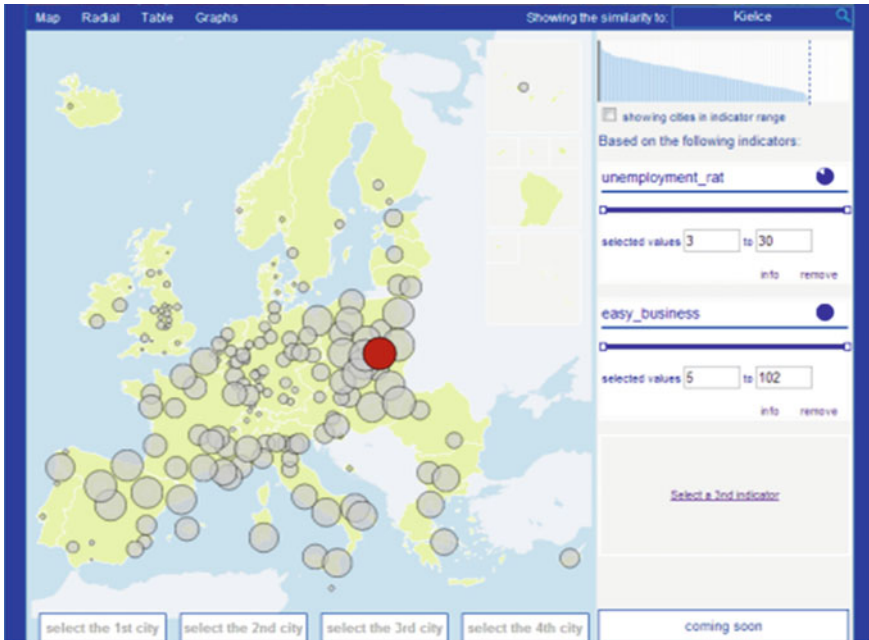 Map Radial Table Graphs Showing the similarity to: Kielce
showing cities in indicator range
Based on the following indicators:
unemployment_rat
selected values 3 to 30
info remove
easy_business
selected values 5 to 102
info remove
Select a 3nd indicator
select the 1st city select the 2nd city select the 3rd city select the 4th city coming soon